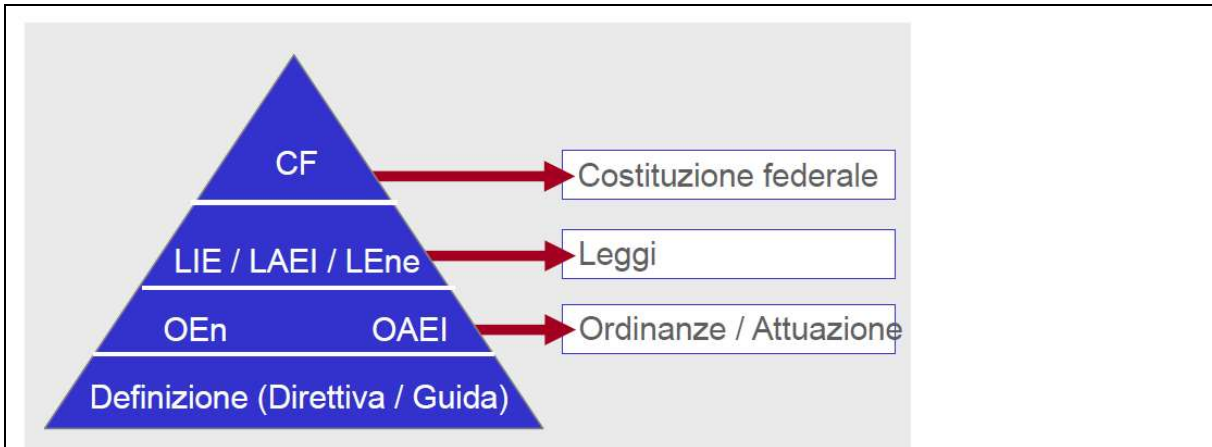 CF
Costituzione federale
LIE / LAEI / LEne
Leggi
OEn OAEI
Ordinanze / Attuazione
Definizione (Direttiva / Guida)